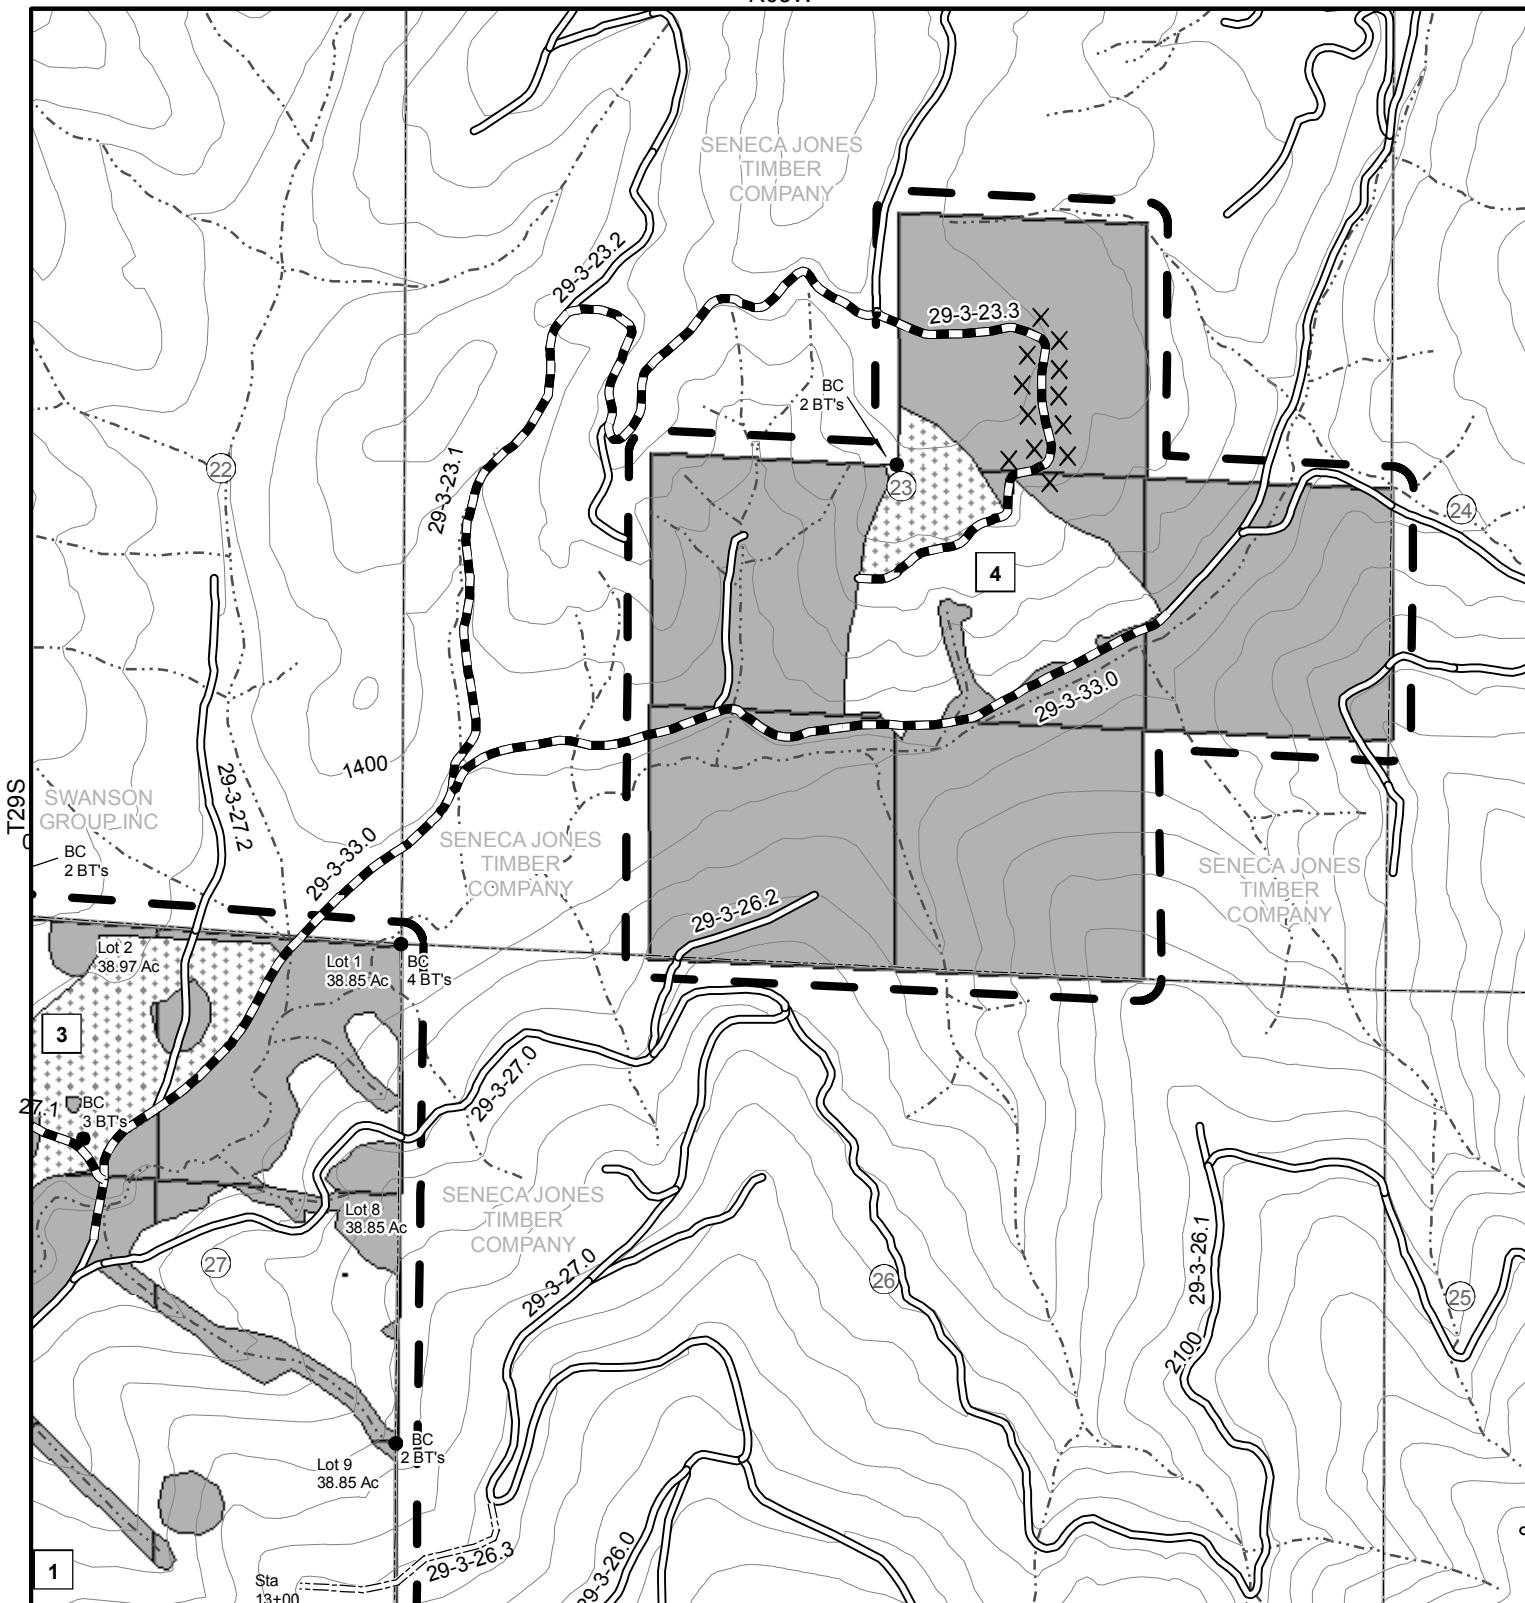 SENECA JONES
TIMBER
COMPANY
29-3-23.2
29-3-23.3
BC
2 BT's
22
29-3-23.1
23
24
4
29-3-33.0
1400
T29S
SWANSON
GROUP INC
29-3-27.2
BC
2 BT's
29-3-33.0
SENECA JONES
TIMBER
COMPANY
SENECA JONES
TIMBER
COMPANY
29-3-26.2
Lot 2
38.97 Ac
Lot 1
38.85 Ac
BC
4 BT's
3
29-3-27.0
27.1
BC
3 BT's
SENECA JONES
TIMBER
COMPANY
Lot 8
38.85 Ac
27
29-3-27.0
26
29-3-26.1
25
2100
BC
2 BT's
Lot 9
38.85 Ac
1
29-3-26.3
29-3-26.0
Sta
13+00